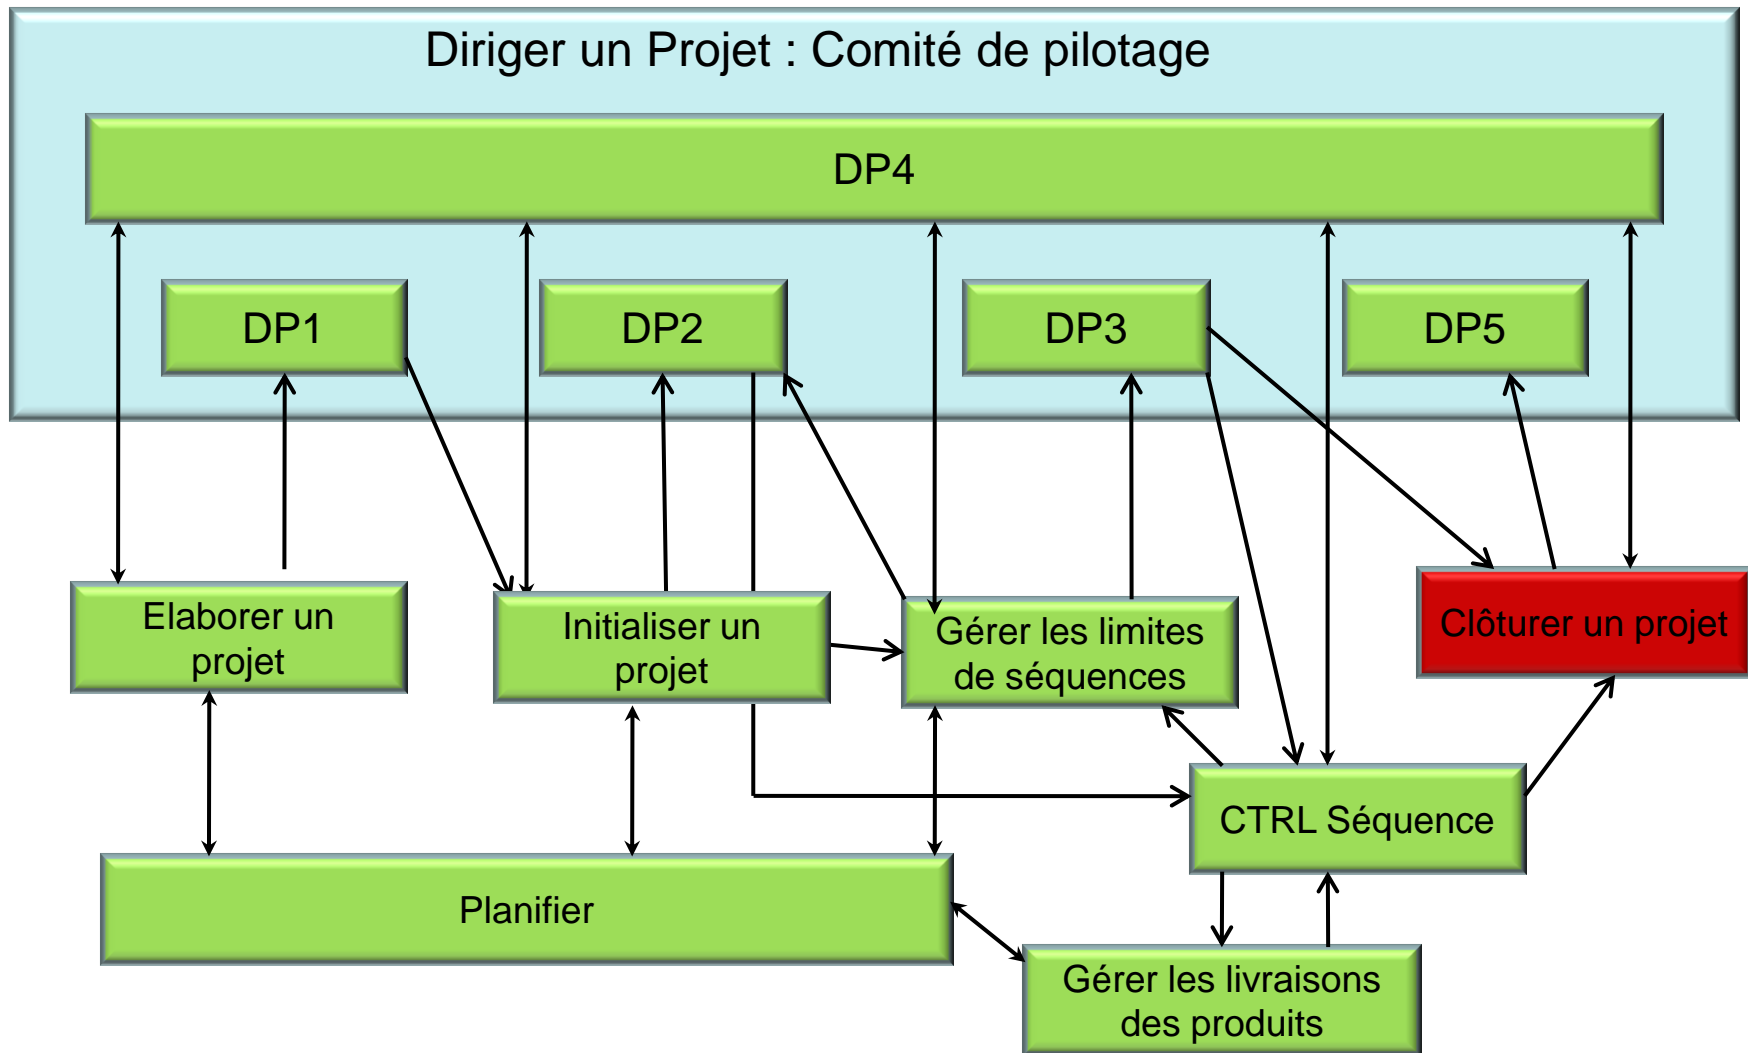 Diriger un Projet : Comité de pilotage
DP4
DP1
DP2
DP3
DP5
Elaborer un
projet
Initialiser un
projet
Gérer les limites
de séquences
Clôturer un projet
CTRL Séquence
Planifier
Gérer les livraisons
des produits